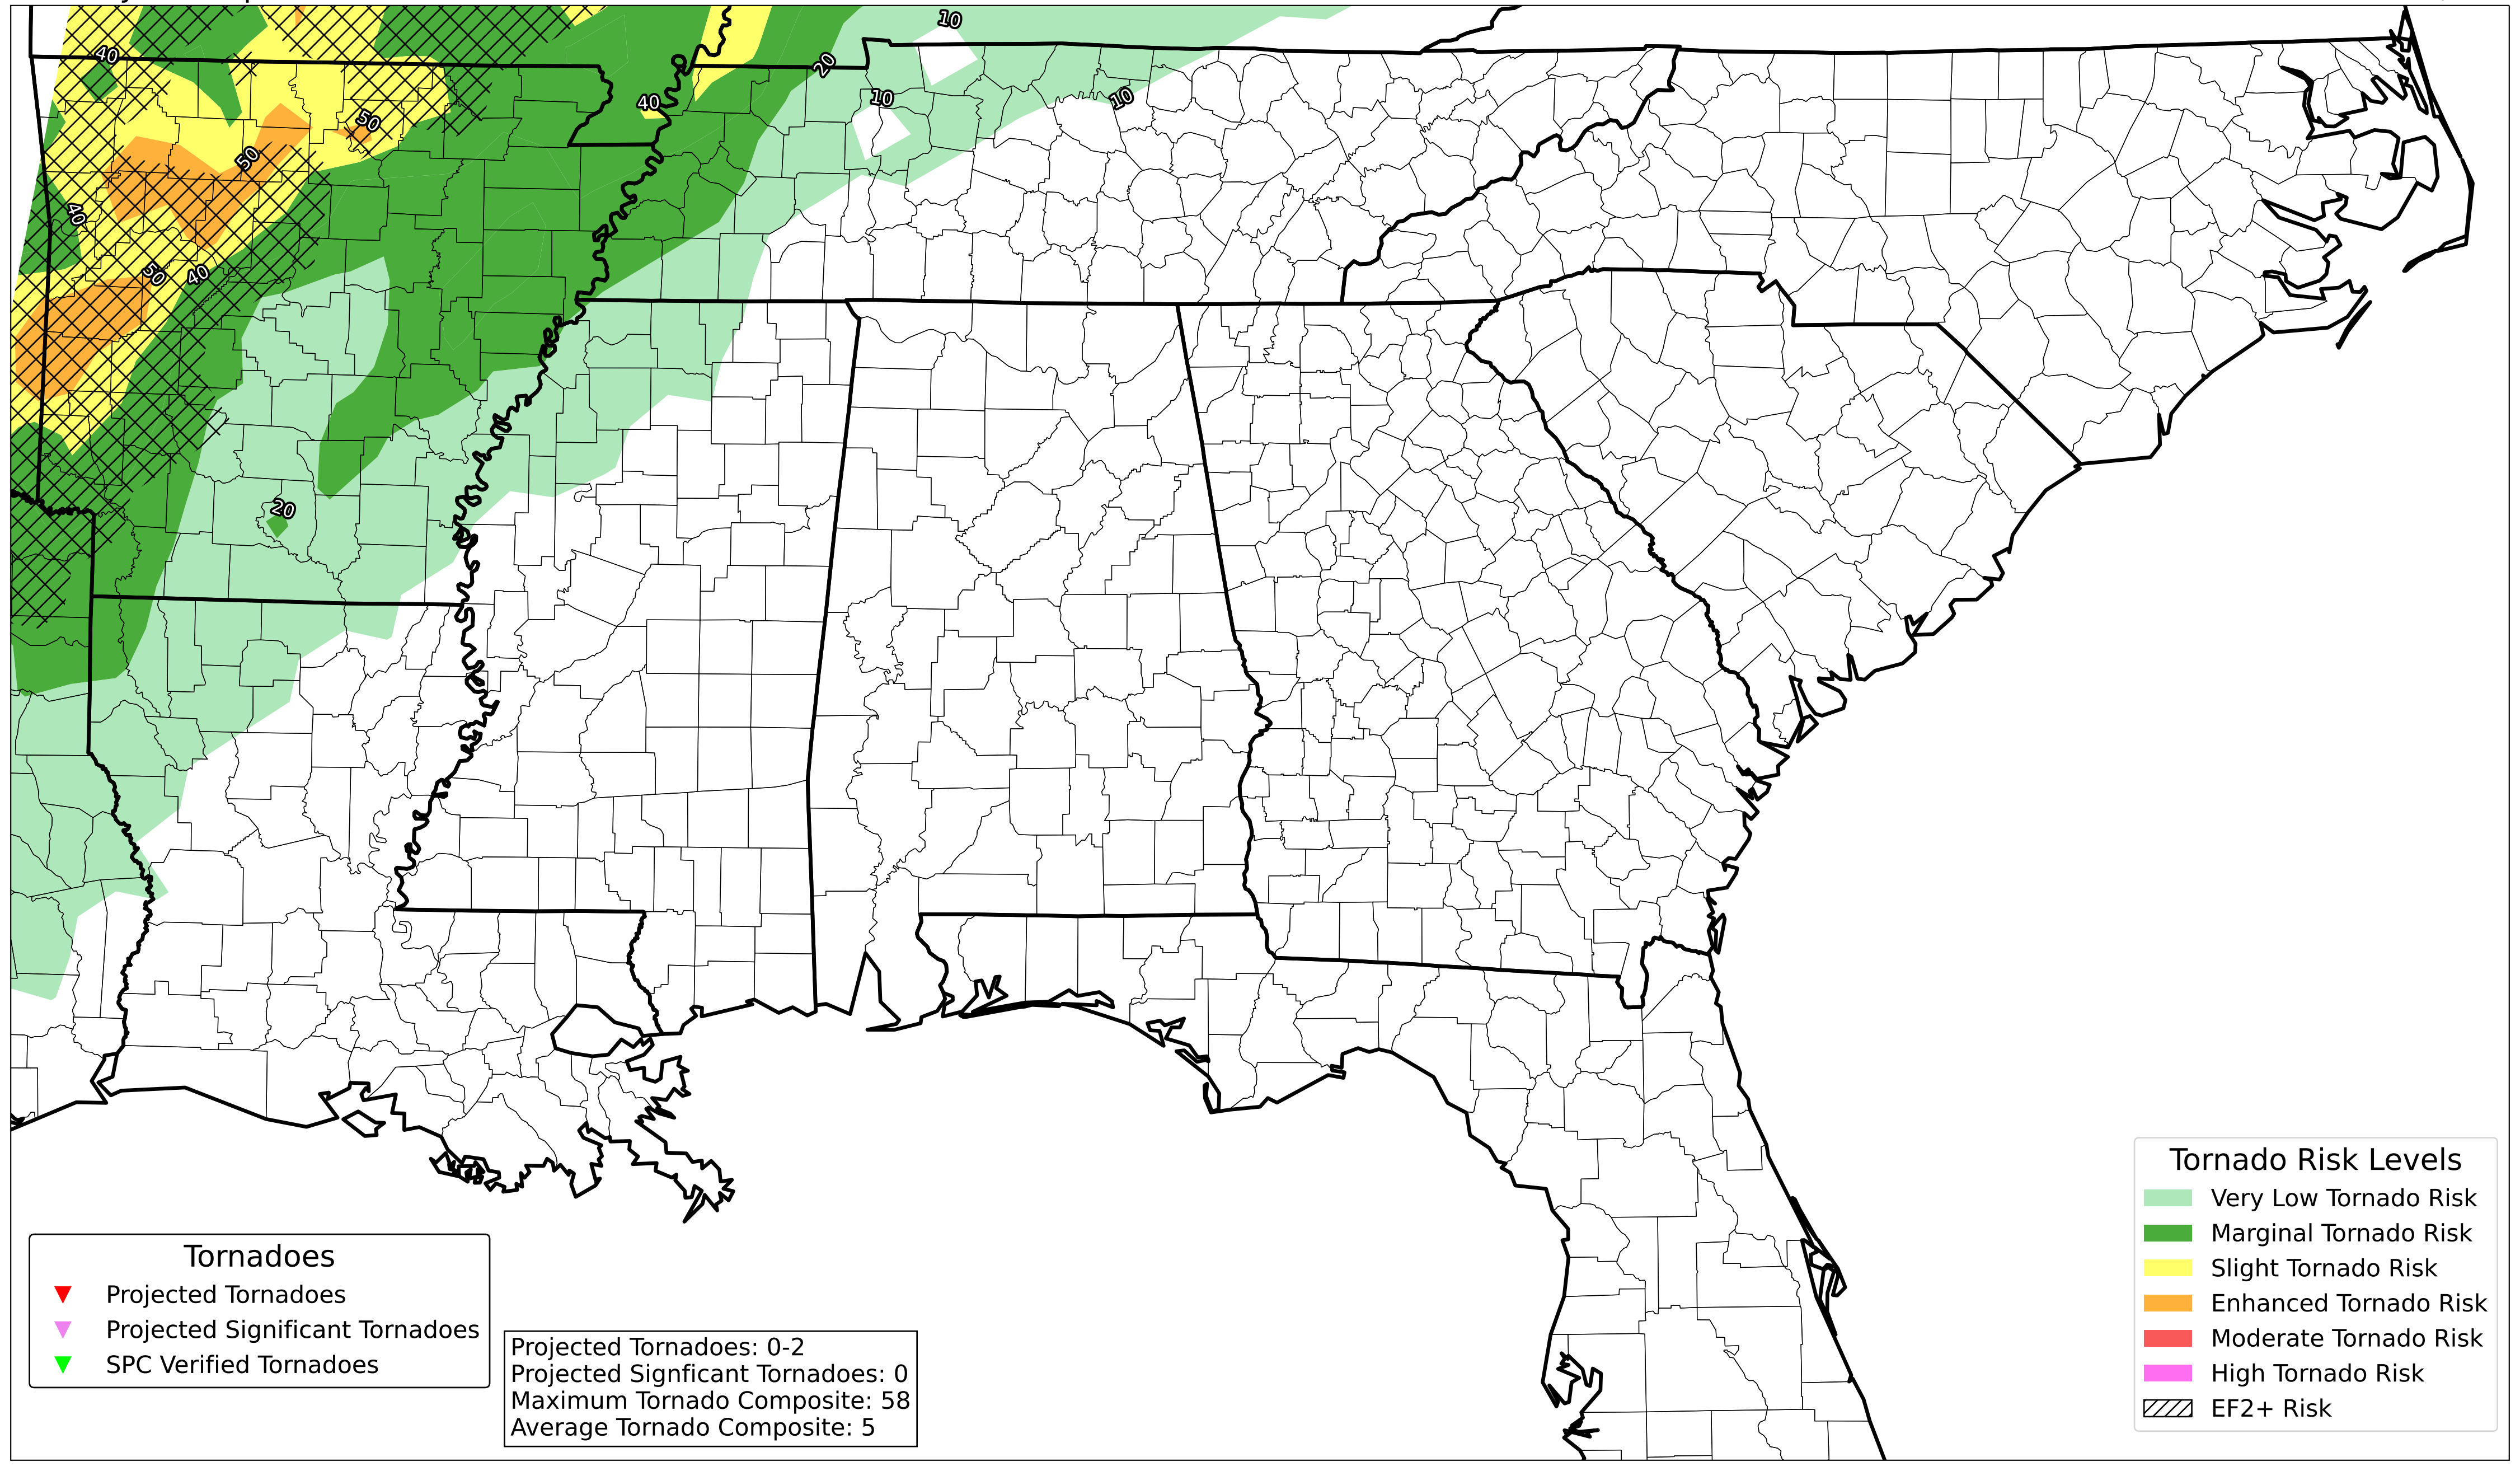 10
40
20
40
10
10
50
50
40
50
40
20
Tornado Risk Levels
Very Low Tornado Risk
Marginal Tornado Risk
Slight Tornado Risk
Enhanced Tornado Risk
Moderate Tornado Risk
High Tornado Risk
EF2+ Risk
Tornadoes
Projected Tornadoes
Projected Significant Tornadoes
SPC Verified Tornadoes
Projected Tornadoes: 0-2
Projected Signficant Tornadoes: 0
Maximum Tornado Composite: 58
Average Tornado Composite: 5